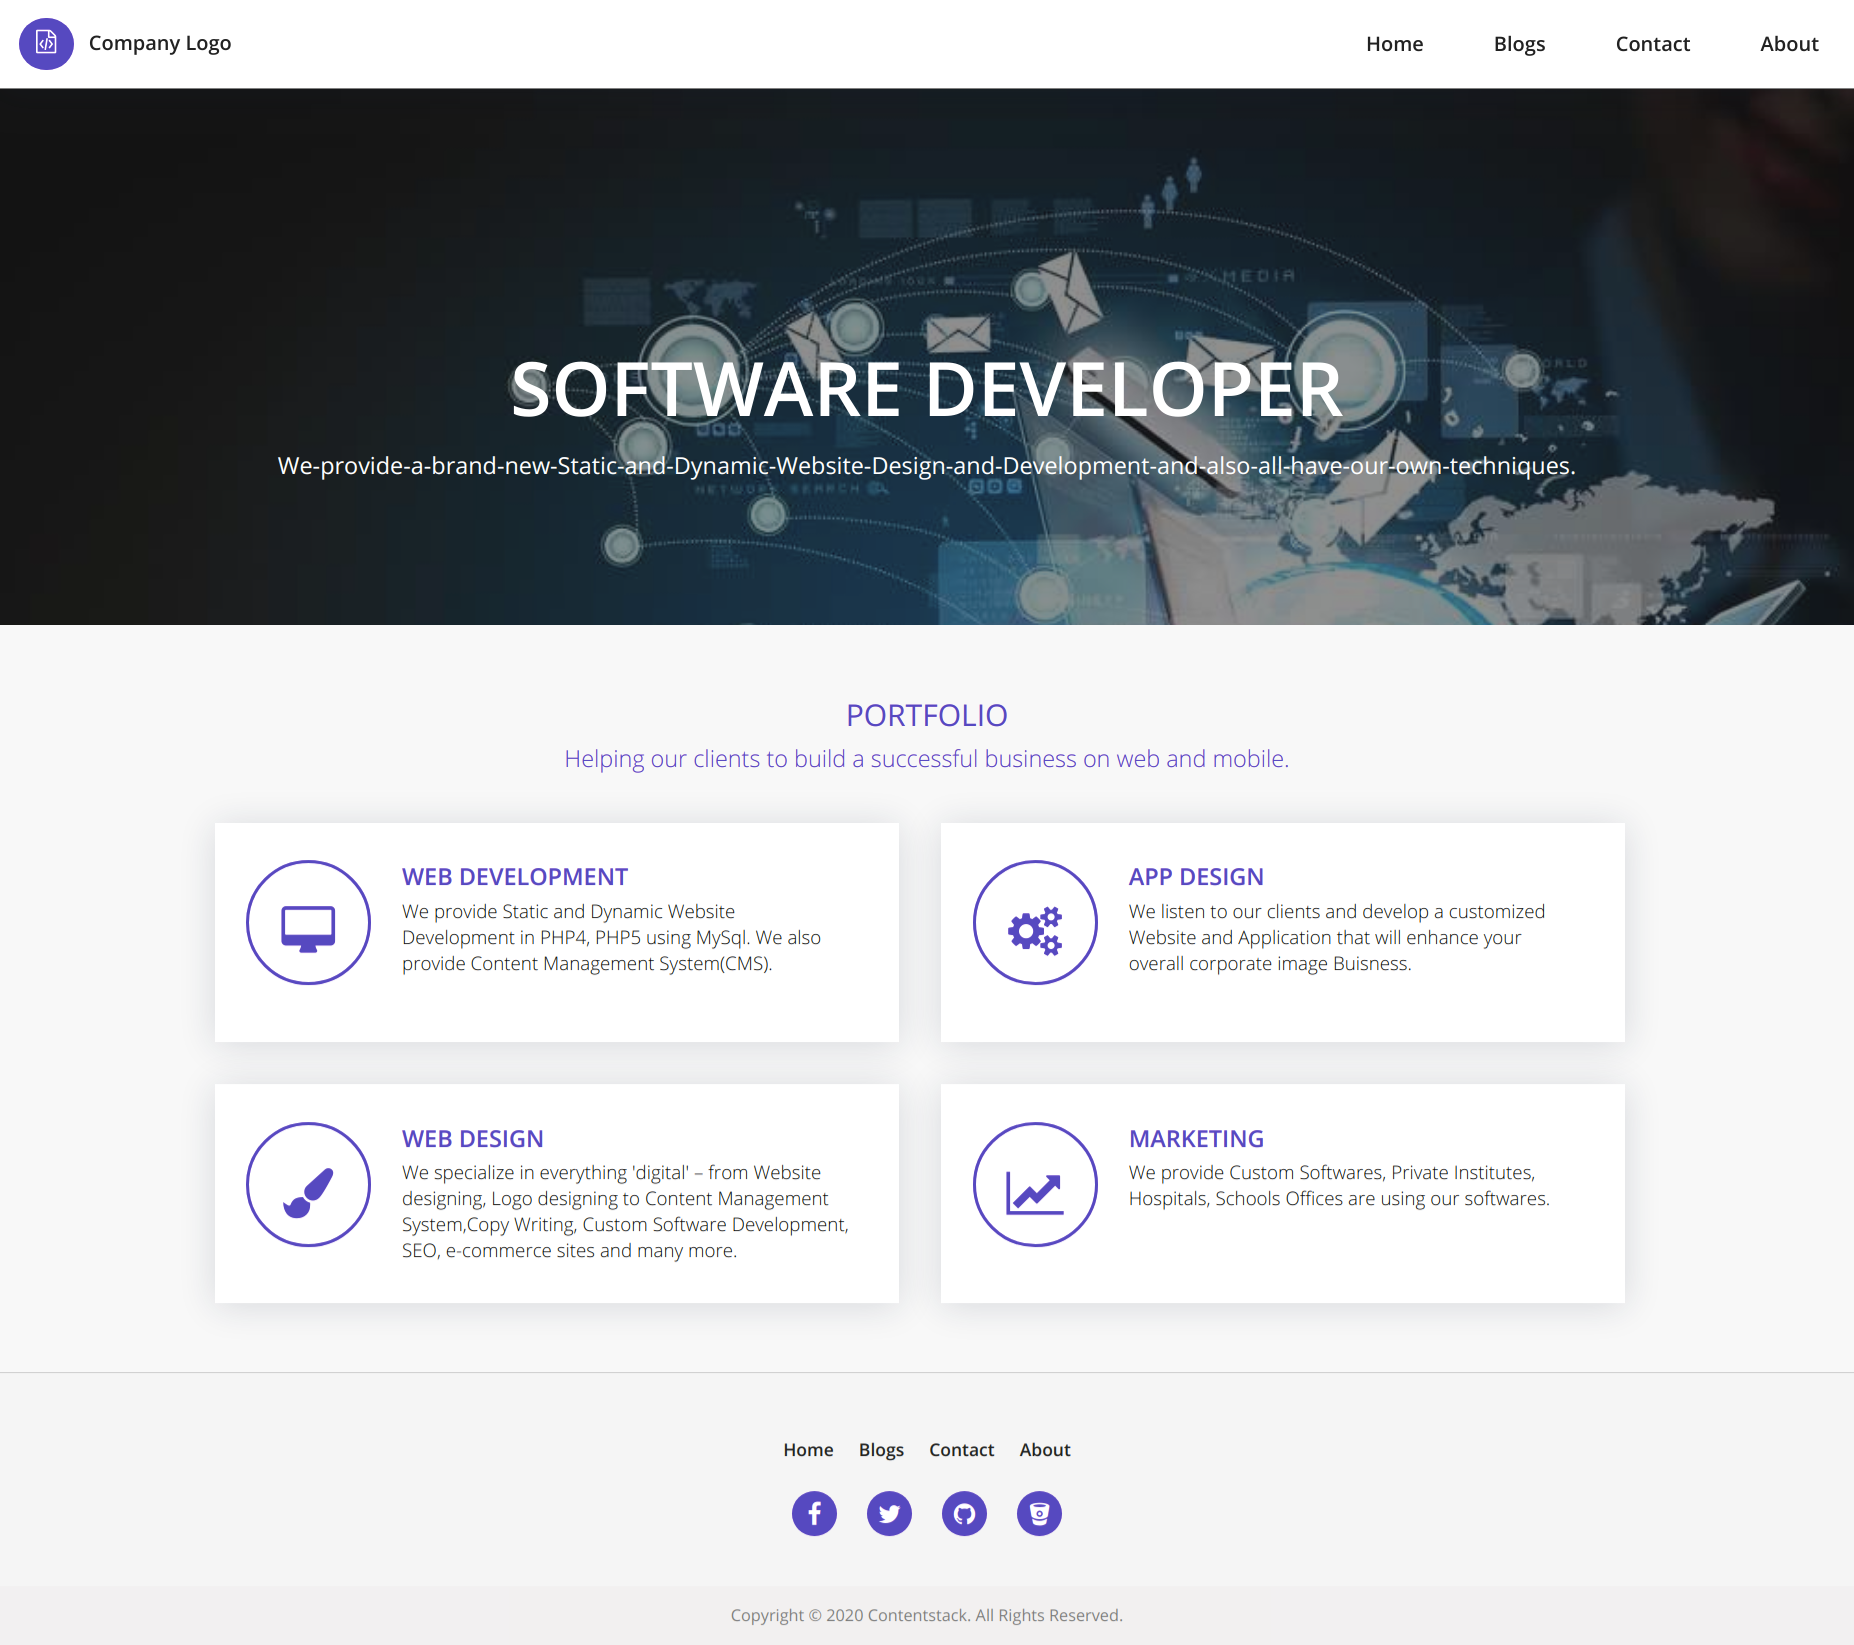 Company Logo
Home Blogs Contact About
MEDIA
WORLD
SOFTWARE DEVELOPER
We-provide-a-brand-new-Static-and-Dynamic-Website-Design-and-Development-and-also-all-have-our-own-techniques.
NETWORK SEARCH
PORTFOLIO
Helping our clients to build a successful business on web and mobile.
WEB DEVELOPMENT
We provide Static and Dynamic Website
Development in PHP4, PHP5 using MySql. We also
provide Content Management System(CMS).
APP DESIGN
We listen to our clients and develop a customized
Website and Application that will enhance your
overall corporate image Buisness.
WEB DESIGN
We specialize in everything 'digital' – from Website
designing, Logo designing to Content Management
System,Copy Writing, Custom Software Development,
SEO, e-commerce sites and many more.
MARKETING
We provide Custom Softwares, Private Institutes,
Hospitals, Schools Offices are using our softwares.
Home Blogs Contact About
Copyright © 2020 Contentstack. All Rights Reserved.